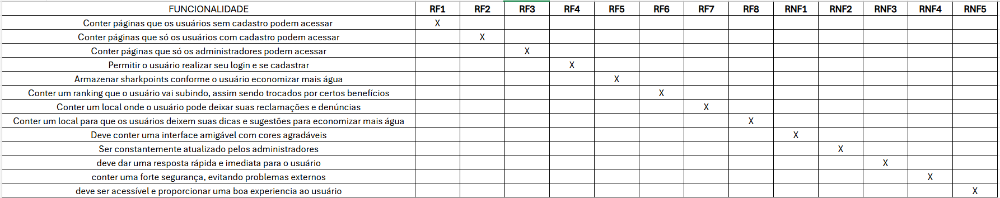 FUNCIONALIDADE RF1 RF2 RF3 RF4 RF5 RF6 RF7 RF8 RNF1 RNF2 RNF3 RNF4 RNF5
Conter páginas que os usuários sem cadastro podem acessar X
Conter páginas que só os usuários com cadastro podem acessar X
Conter páginas que só os administradores podem acessar X
Permitir o usuário realizar seu login e se cadastrar X
Armazenar sharkpoints conforme o usuário economizar mais água X
Conter um ranking que o usuário vai subindo, assim sendo trocados por certos benefícios X
Conter um local onde o usuário pode deixar suas reclamações e denúncias X
Conter um local para que os usuários deixem suas dicas e sugestões para economizar mais água X
Deve conter uma interface amigável com cores agradáveis X
Ser constantemente atualizado pelos administradores X
deve dar uma resposta rápida e imediata para o usuário X
conter uma forte segurança, evitando problemas externos X
deve ser acessível e proporcionar uma boa experiencia ao usuário X